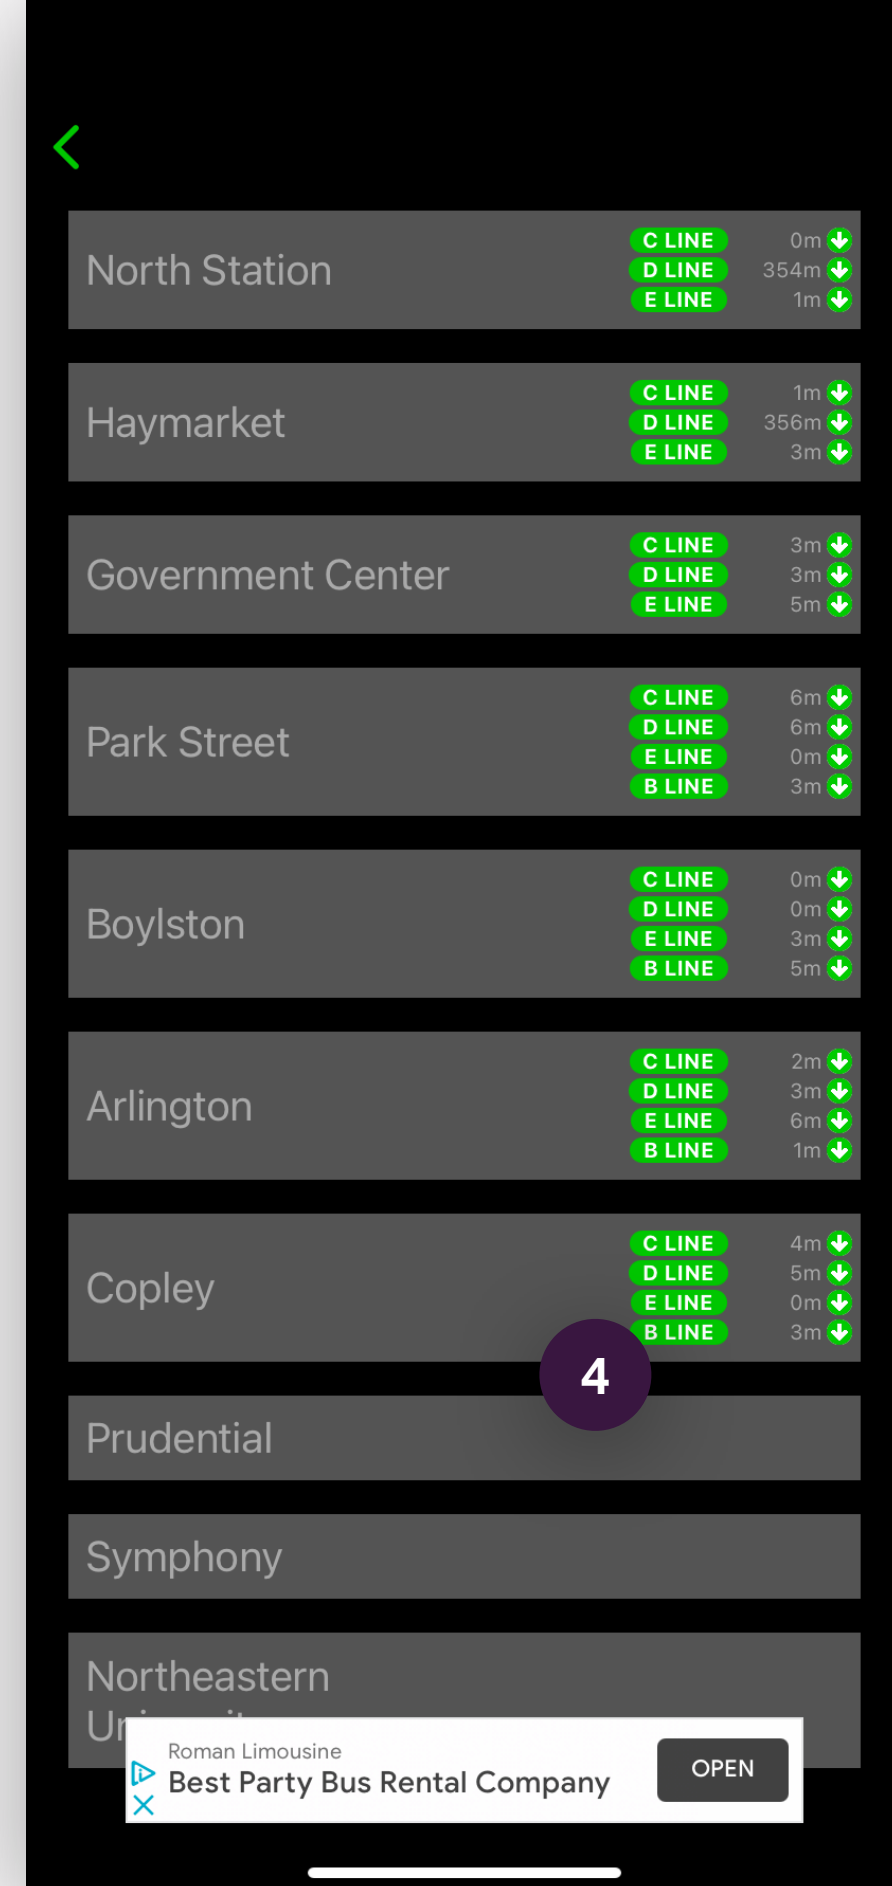 North Station
C LINE 0m
D LINE 354m
E LINE 1m
Haymarket
C LINE 1m
D LINE 356m
E LINE 3m
Government Center
C LINE 3m
D LINE 3m
E LINE 5m
Park Street
C LINE 6m
D LINE 6m
E LINE 0m
B LINE 3m
Boylston
C LINE 0m
D LINE 0m
E LINE 3m
B LINE 5m
Arlington
C LINE 2m
D LINE 3m
E LINE 6m
B LINE 1m
Copley
C LINE 4m
D LINE 5m
E LINE 0m
B LINE 3m
4
Prudential
Symphony
Northeastern
Roman Limousine
Best Party Bus Rental Company
OPEN